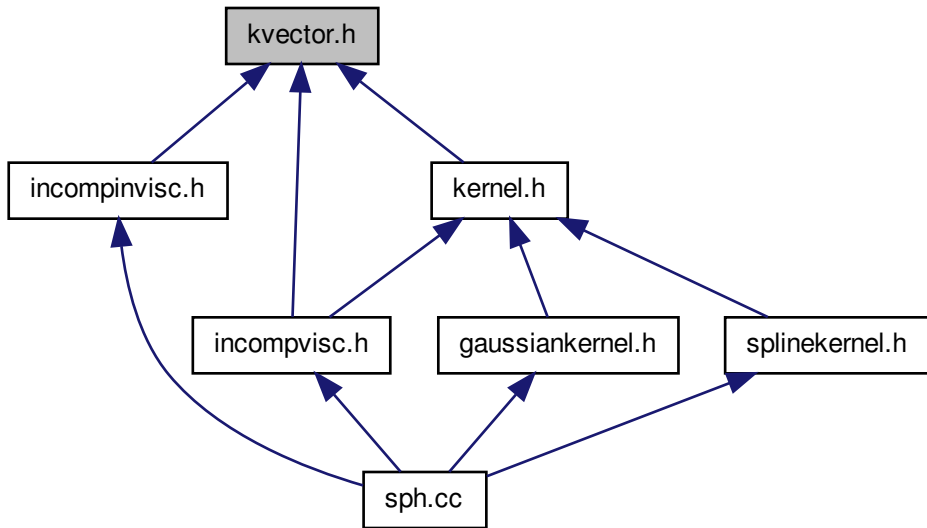 kvector.h
incompinvisc.h
kernel.h
incompvisc.h
gaussiankernel.h
splinekernel.h
sph.cc